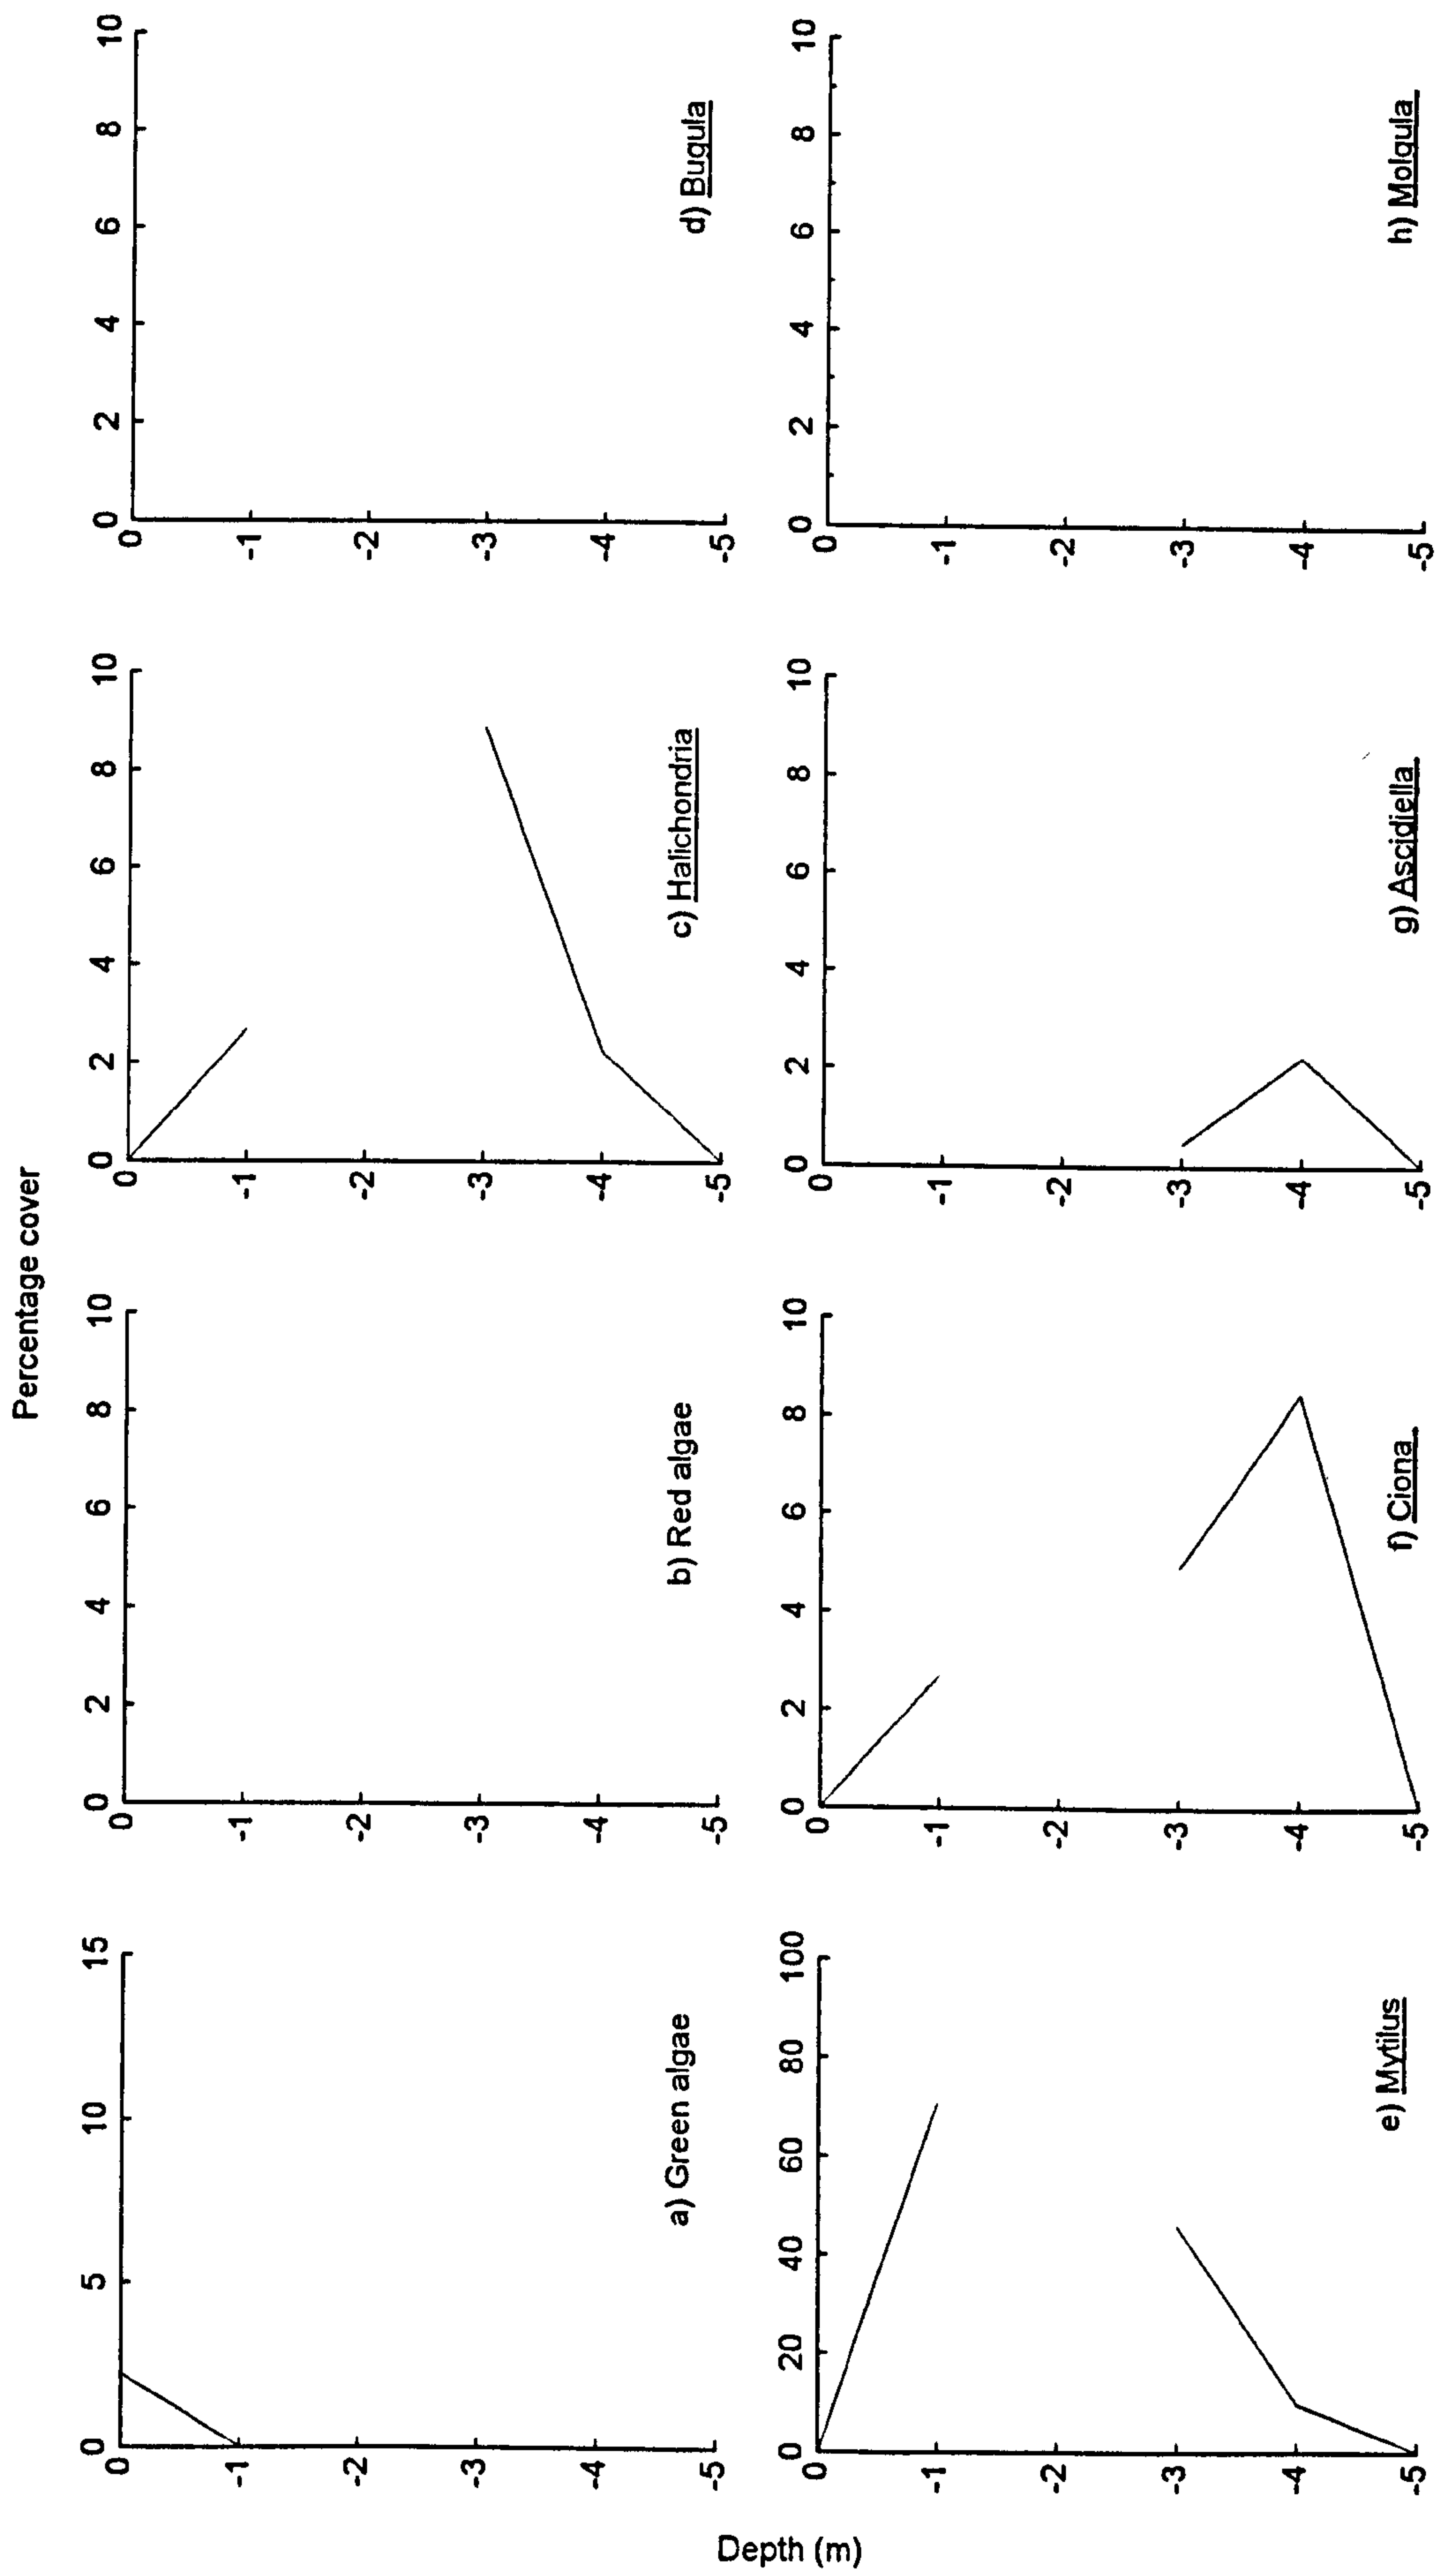 Percentage cover
Depth (m)
0 5 10 15
0
-1
-2
-3
-4
-5
a) Green algae
0 2 4 6 8 10
0
-1
-2
-3
-4
-5
b) Red algae
0 2 4 6 8 10
0
-1
-2
-3
-4
-5
c) Halichondria
0 2 4 6 8 10
0
-1
-2
-3
-4
-5
d) Bugula
0 20 40 60 80 100
0
-1
-2
-3
-4
-5
e) Mytilus
0 2 4 6 8 10
0
-1
-2
-3
-4
-5
f) Ciona
0 2 4 6 8 10
0
-1
-2
-3
-4
-5
g) Ascidiella
0 2 4 6 8 10
0
-1
-2
-3
-4
-5
h) Molgula